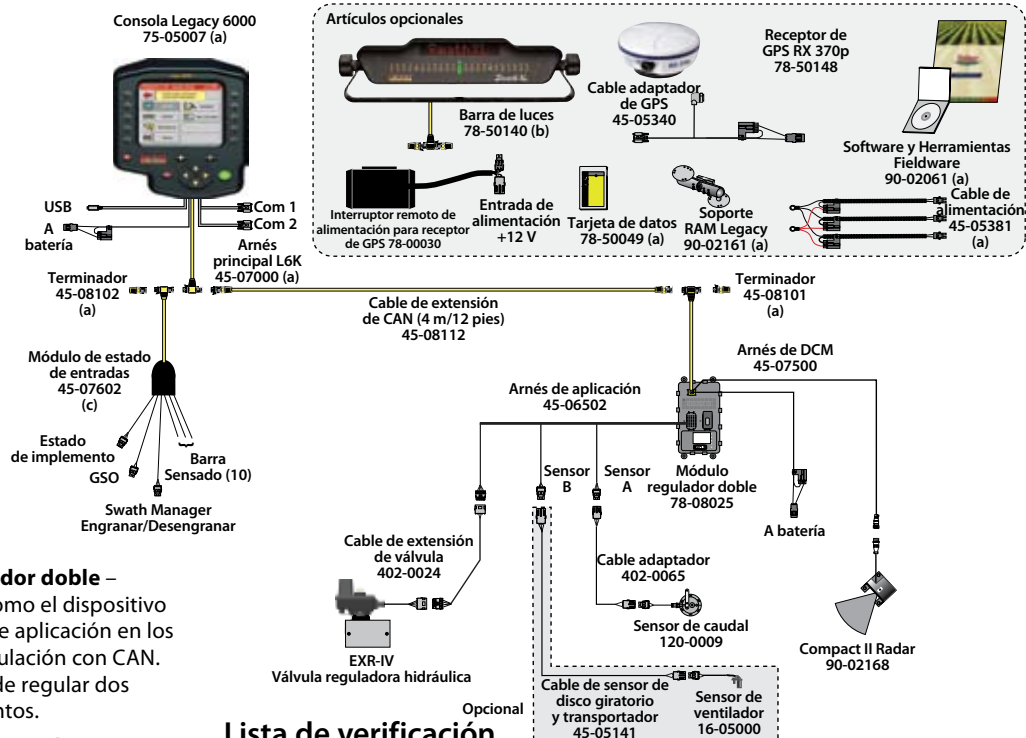 Consola Legacy 6000
75-05007 (a)
Artículos opcionales
Barra de luces
78-50140 (b)
Cable adaptador
de GPS
45-05340
Receptor de
GPS RX 370p
78-50148
Software y Herramientas
Fieldware
90-02061 (a)
Interruptor remoto de
alimentación para receptor
de GPS 78-00030
Entrada de
alimentación
+12 V
Tarjeta de datos
78-50049 (a)
Soporte
RAM Legacy
90-02161 (a)
Cable de
alimentación
45-05381
(a)
USB
A
batería
Com 1
Com 2
Arnés
principal L6K
45-07000 (a)
Terminador
45-08102
(a)
Cable de extensión
de CAN (4 m/12 pies)
45-08112
Terminador
45-08101
(a)
Módulo de estado
de entradas
45-07602
(c)
Estado
de implemento
GSO
Barra
Sensado (10)
Swath Manager
Engranar/Desengranar
Arnés de aplicación
45-06502
Arnés de DCM
45-07500
Sensor
B
Sensor
A
Módulo
regulador doble
78-08025
A batería
Cable de extensión
de válvula
402-0024
Cable adaptador
402-0065
Sensor de caudal
120-0009
Compact II Radar
90-02168
EXR-IV
Válvula reguladora hidráulica
Opcional
Cable de sensor de
disco giratorio
y transportador
45-05141
Sensor de
ventilador
16-05000
dor doble –
omo el dispositivo
e aplicación en los
ulación con CAN.
de regular dos
ntos.
Lista de verificación